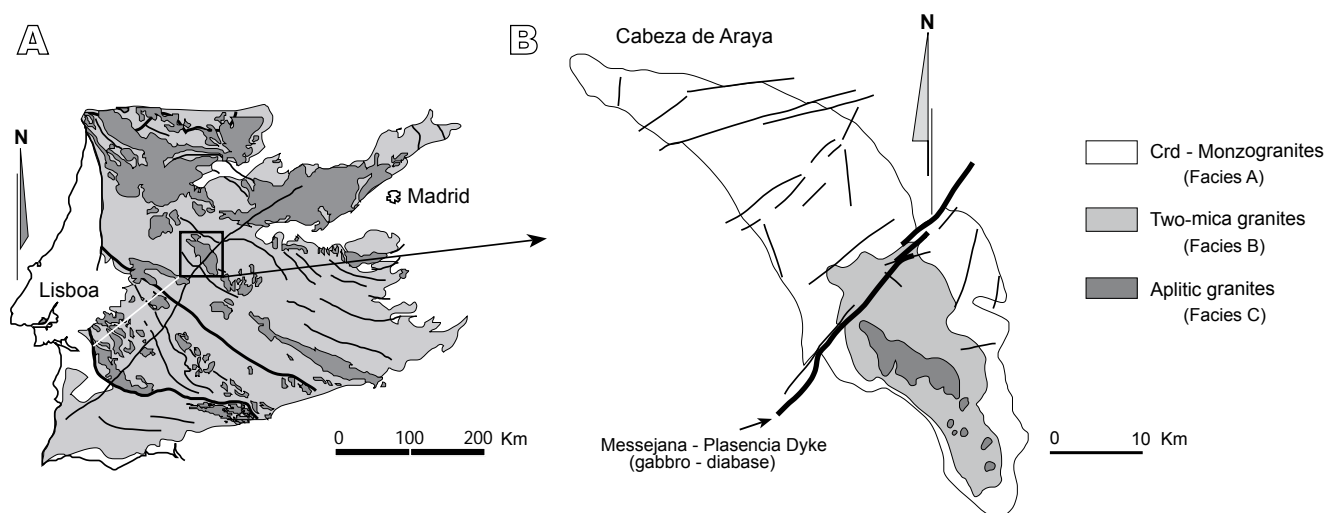 A
N
Madrid
Lisboa
0 100 200 Km
B
Cabeza de Araya
N
Messejana - Plasencia Dyke
(gabbro - diabase)
0 10 Km
Crd - Monzogranites
(Facies A)
Two-mica granites
(Facies B)
Aplitic granites
(Facies C)